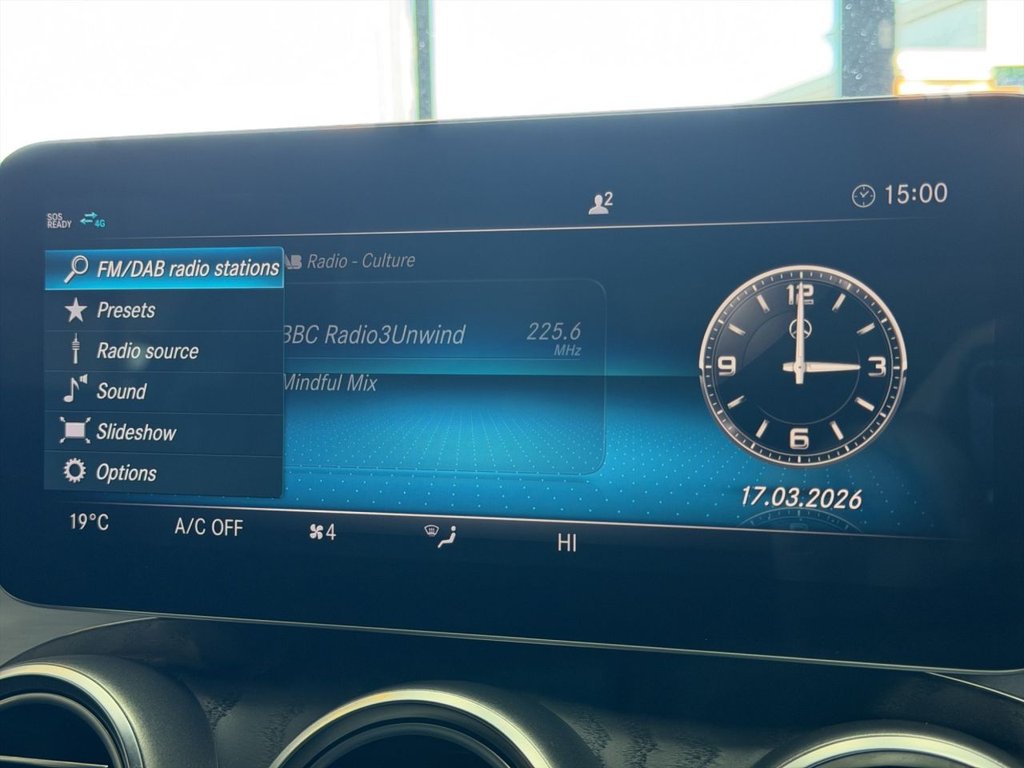 SOS
READY
4G
2
15:00
FM/DAB radio stations
Radio - Culture
Presets
BBC Radio3Unwind 225.6
MHz
Radio source
Mindful Mix
Sound
Slideshow
Options
12
9
3
6
17.03.2026
19°C
A/C OFF
4
HI